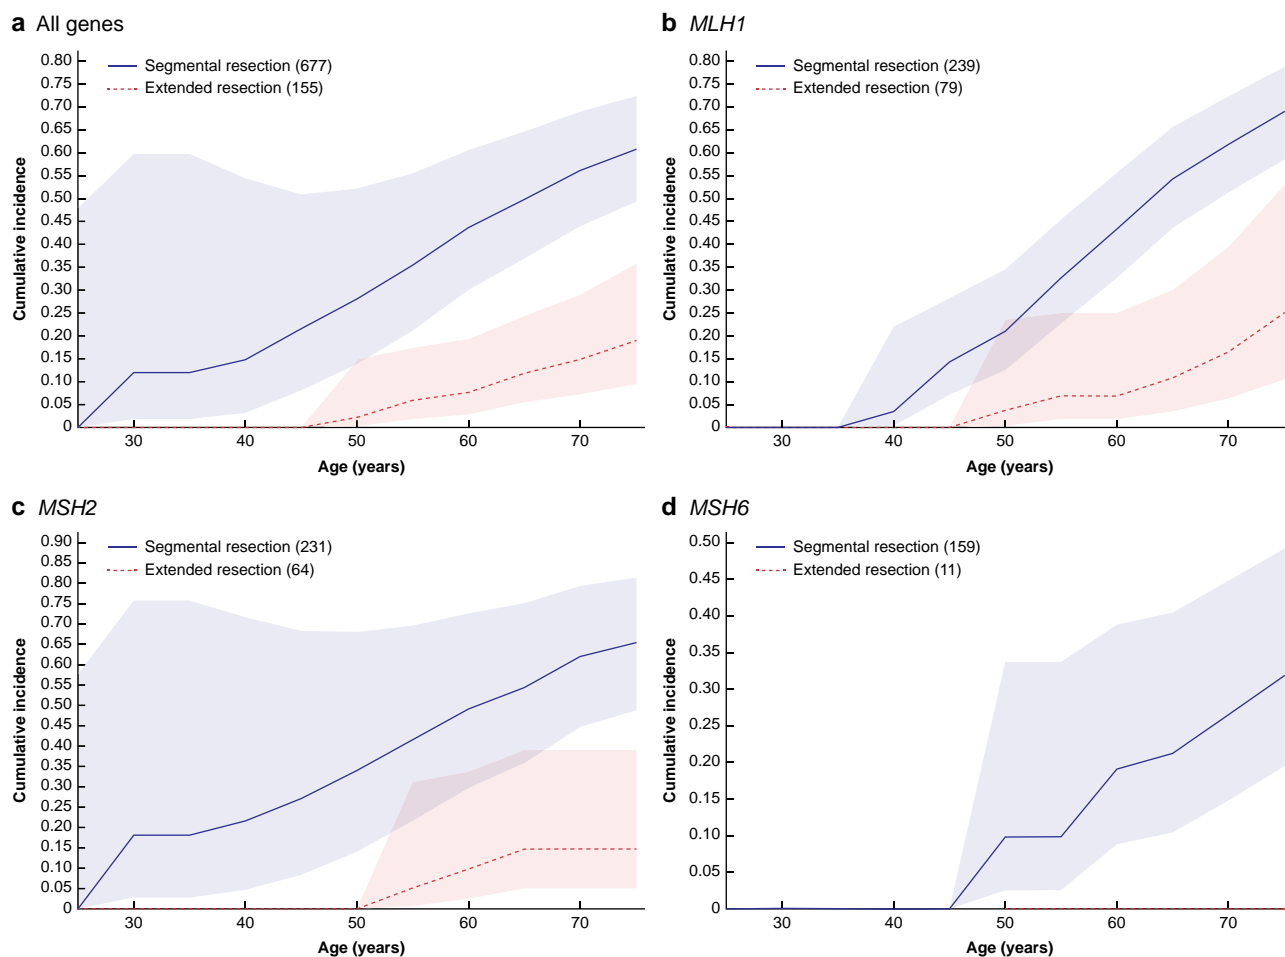 a All genes
0.80
0.75
0.70
0.65
0.60
0.55
0.50
0.45
0.40
0.35
0.30
0.25
0.20
0.15
0.10
0.05
0
Cumulative incidence
Segmental resection (677)
Extended resection (155)
30 40 50 60 70
Age (years)
b MLH1
0.80
0.75
0.70
0.65
0.60
0.55
0.50
0.45
0.40
0.35
0.30
0.25
0.20
0.15
0.10
0.05
0
Cumulative incidence
Segmental resection (239)
Extended resection (79)
30 40 50 60 70
Age (years)
c MSH2
0.90
0.85
0.80
0.75
0.70
0.65
0.60
0.55
0.50
0.45
0.40
0.35
0.30
0.25
0.20
0.15
0.10
0.05
0
Cumulative incidence
Segmental resection (231)
Extended resection (64)
30 40 50 60 70
Age (years)
d MSH6
0.50
0.45
0.40
0.35
0.30
0.25
0.20
0.15
0.10
0.05
0
Cumulative incidence
Segmental resection (159)
Extended resection (11)
30 40 50 60 70
Age (years)